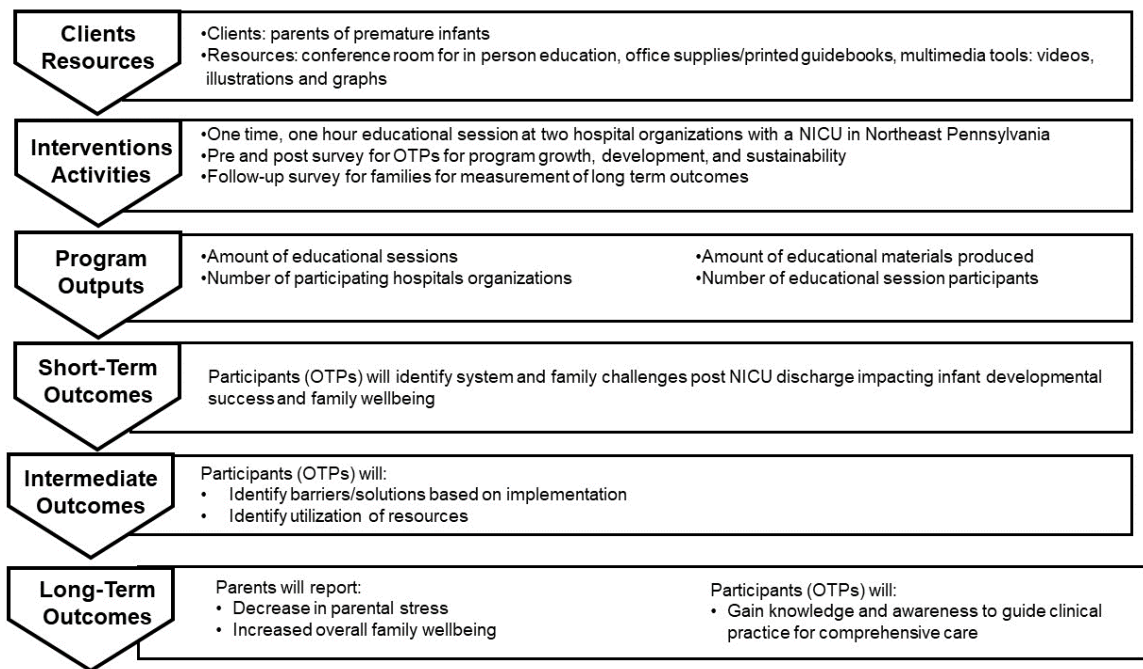 Clients
Resources
•Clients: parents of premature infants
•Resources: conference room for in person education, office supplies/printed guidebooks, multimedia tools: videos,
illustrations and graphs
Interventions
Activities
•One time, one hour educational session at two hospital organizations with a NICU in Northeast Pennsylvania
•Pre and post survey for OTPs for program growth, development, and sustainability
•Follow-up survey for families for measurement of long term outcomes
Program
Outputs
•Amount of educational sessions
•Number of participating hospitals organizations
•Amount of educational materials produced
•Number of educational session participants
Short-Term
Outcomes
Participants (OTPs) will identify system and family challenges post NICU discharge impacting infant developmental
success and family wellbeing
Intermediate
Outcomes
Participants (OTPs) will:
• Identify barriers/solutions based on implementation
• Identify utilization of resources
Long-Term
Outcomes
Parents will report:
• Decrease in parental stress
• Increased overall family wellbeing
Participants (OTPs) will:
• Gain knowledge and awareness to guide clinical
practice for comprehensive care